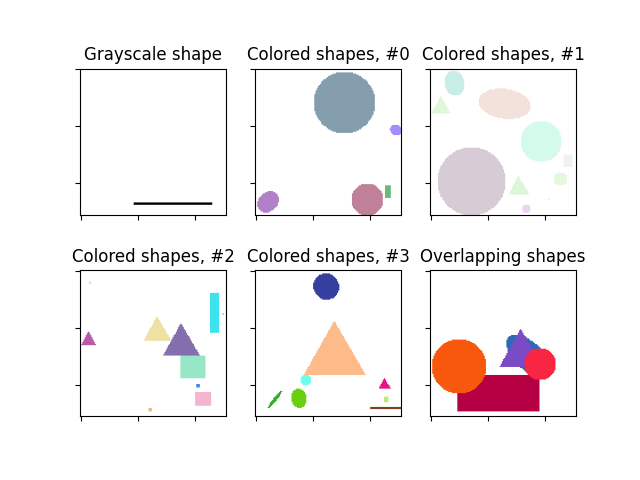 Grayscale shape
Colored shapes, #0
Colored shapes, #1
Colored shapes, #2
Colored shapes, #3
Overlapping shapes